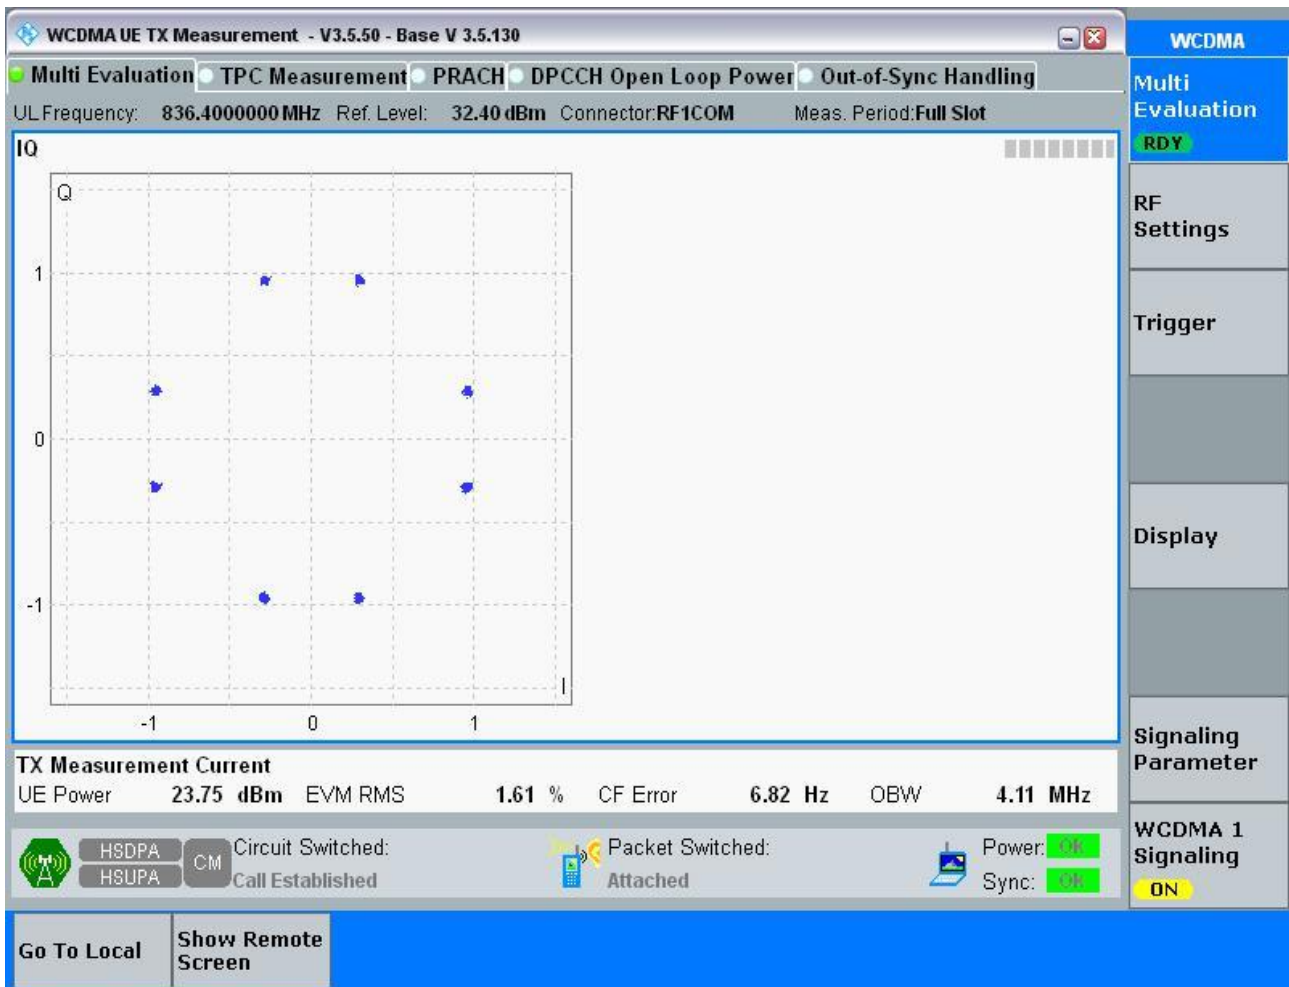 WCDMA UE TX Measurement - V3.5.50 - Base V 3.5.130
Multi Evaluation TPC Measurement PRACH DPCCH Open Loop Power Out-of-Sync Handling
UL Frequency: 836.4000000 MHz Ref. Level: 32.40 dBm Connector:RF1COM Meas. Period:Full Slot
IQ
Q
1
0
-1
I
-1 0 1
TX Measurement Current
UE Power 23.75 dBm EVM RMS 1.61 % CF Error 6.82 Hz OBW 4.11 MHz
HSDPA
HSUPA
CM
Circuit Switched:
Call Established
Packet Switched:
Attached
Power: OK
Sync: OK
WCDMA
Multi
Evaluation
RDY
RF
Settings
Trigger
Display
Signaling
Parameter
WCDMA 1
Signaling
ON
Go To Local
Show Remote
Screen